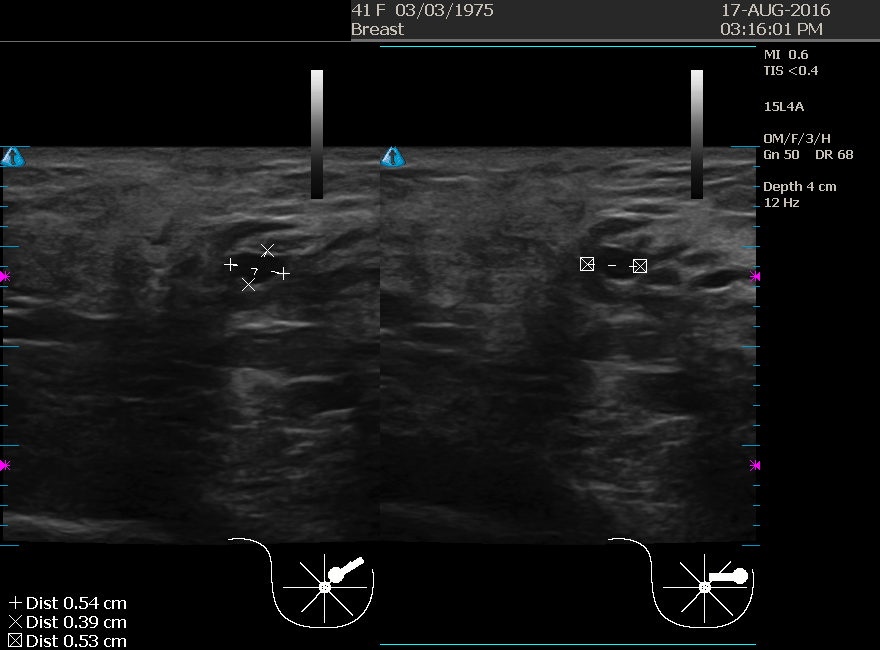 41 F 03/03/1975
17-AUG-2016
Breast
03:16:01 PM
MI 0.6
TIS <0.4
15L4A
OM/F/3/H
Gn 50 DR 68
Depth 4 cm
12 Hz
7
Dist 0.54 cm
Dist 0.39 cm
Dist 0.53 cm